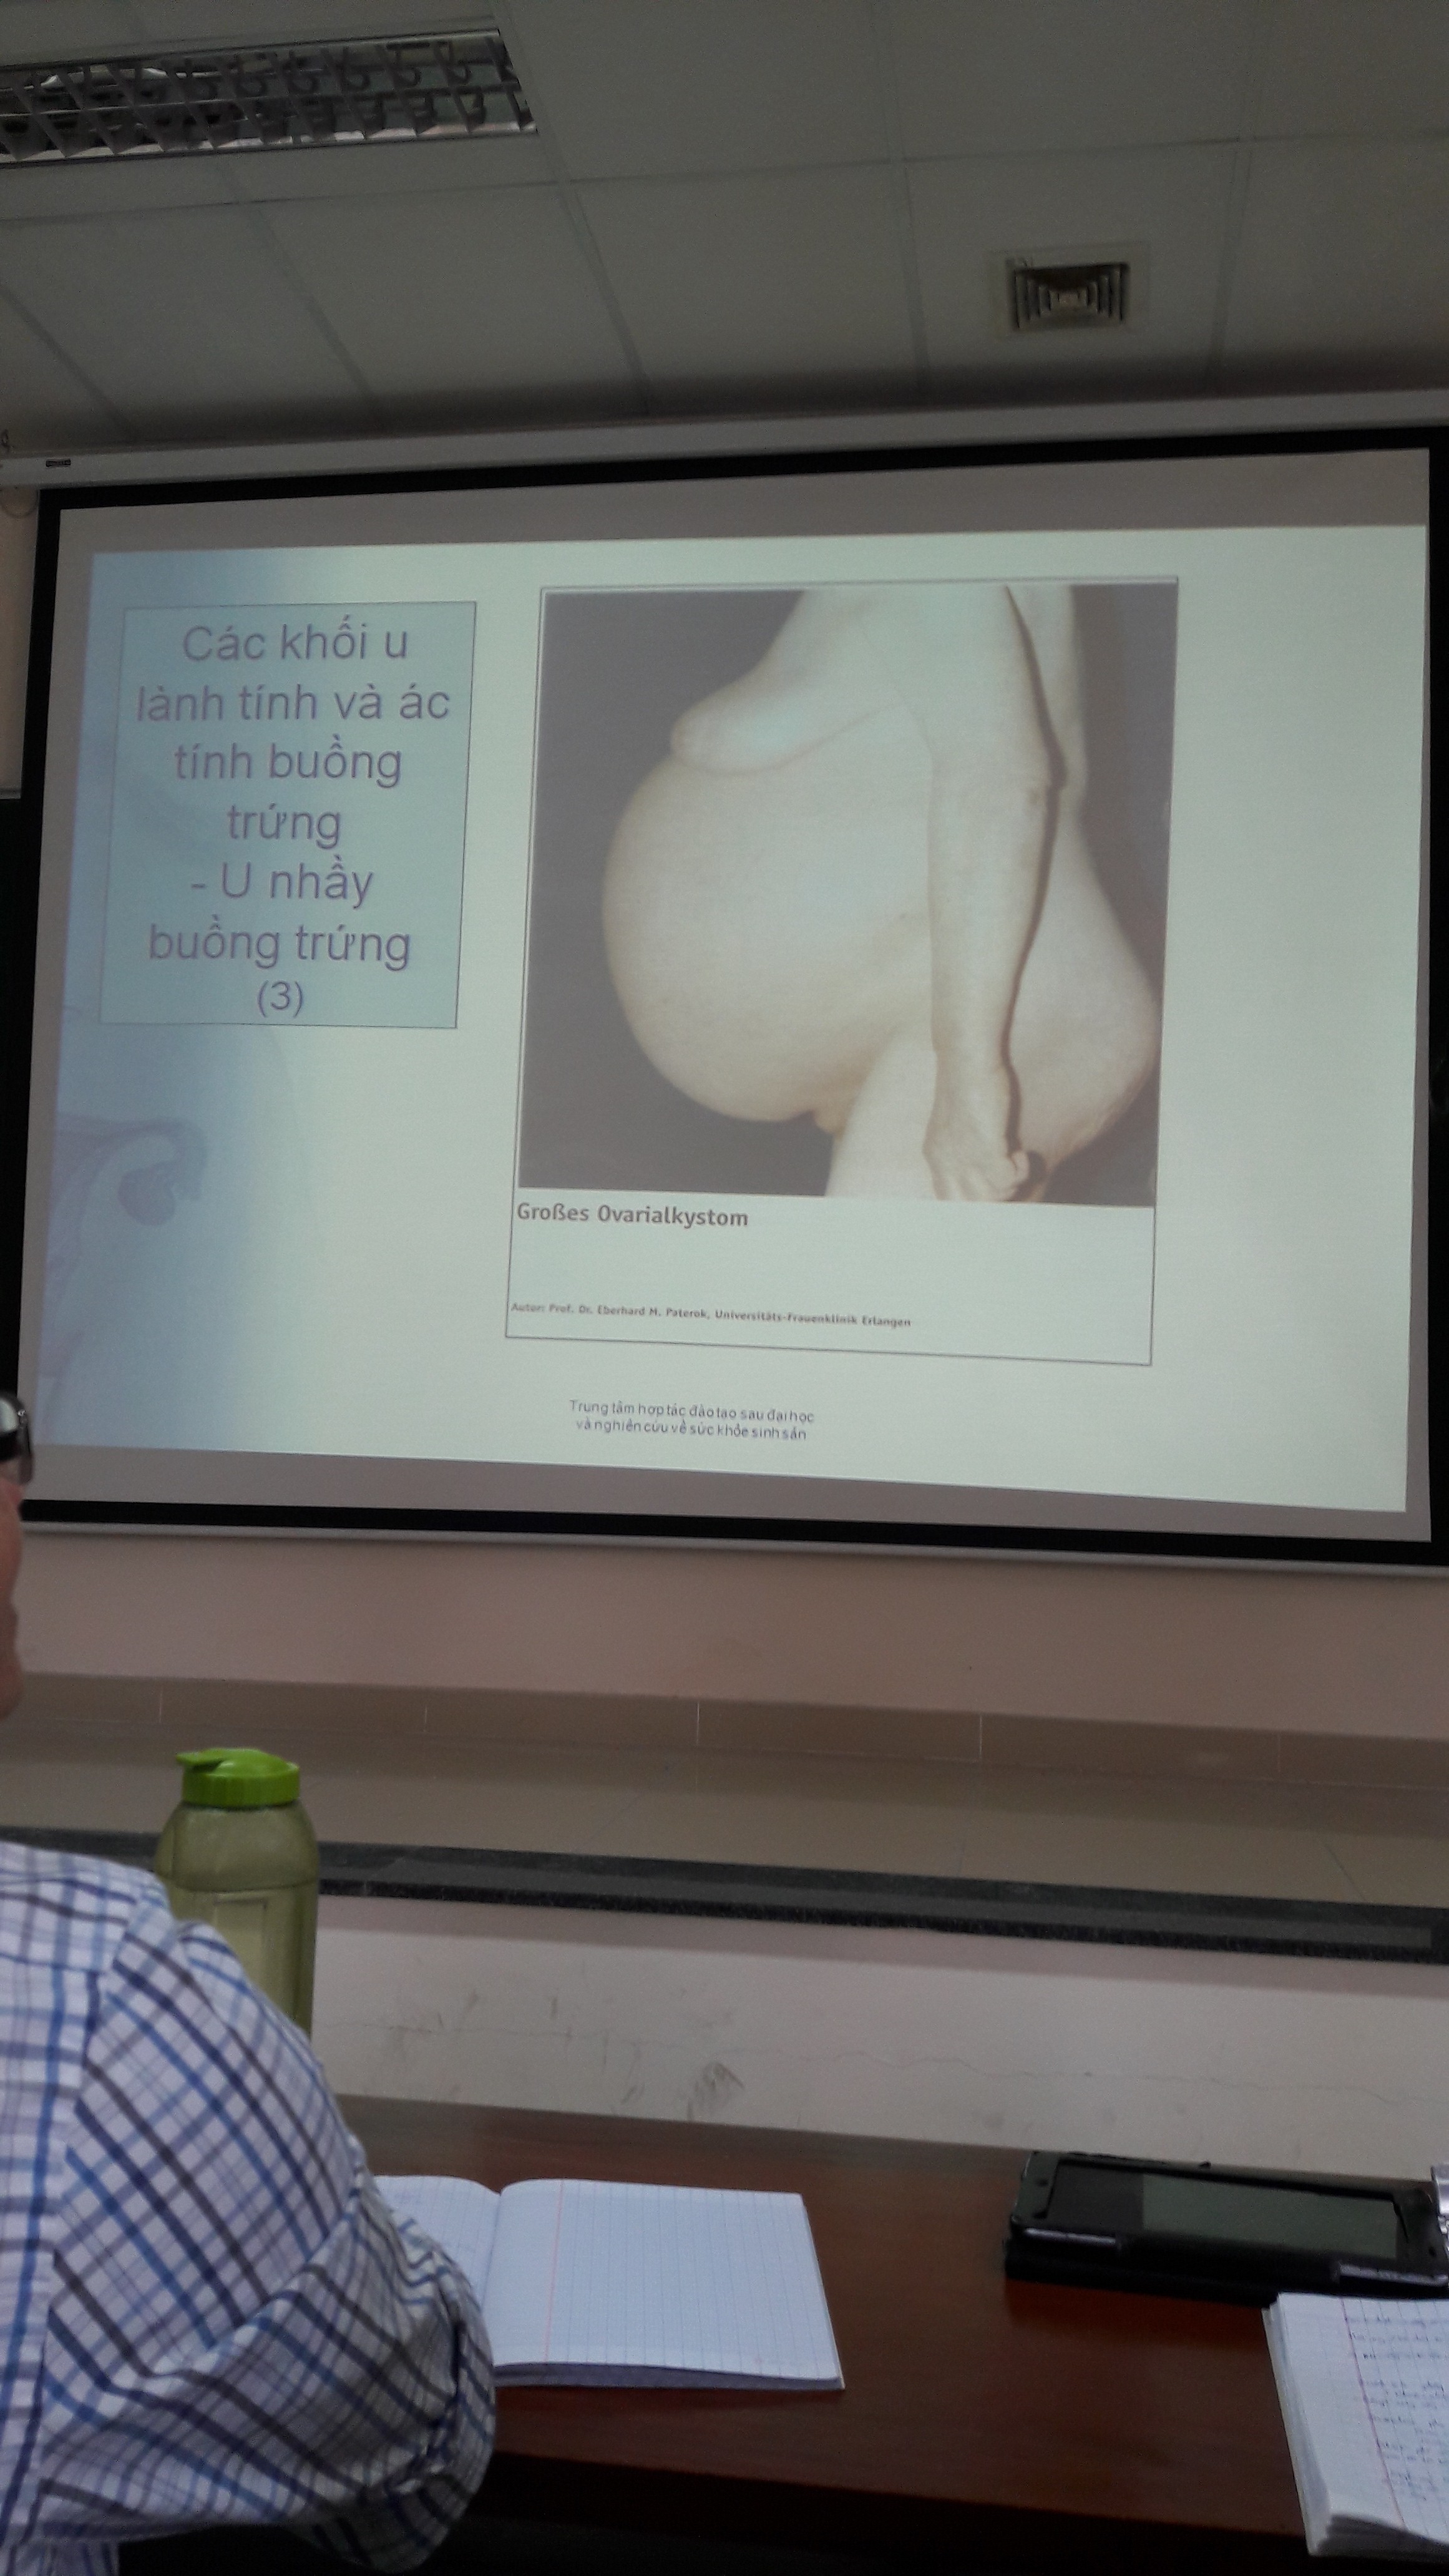 Các khối u
lành tính và ác
tính buồng
trứng
- U nhầy
buồng trứng
(3)
Großes Ovarialkystom
Autor: Prof. Dr. Eberhard M. Paterok, Universitäts-Frauenklinik Erlangen
Trung tâm hợp tác đào tạo sau đại học
và nghiên cứu về sức khỏe sinh sản